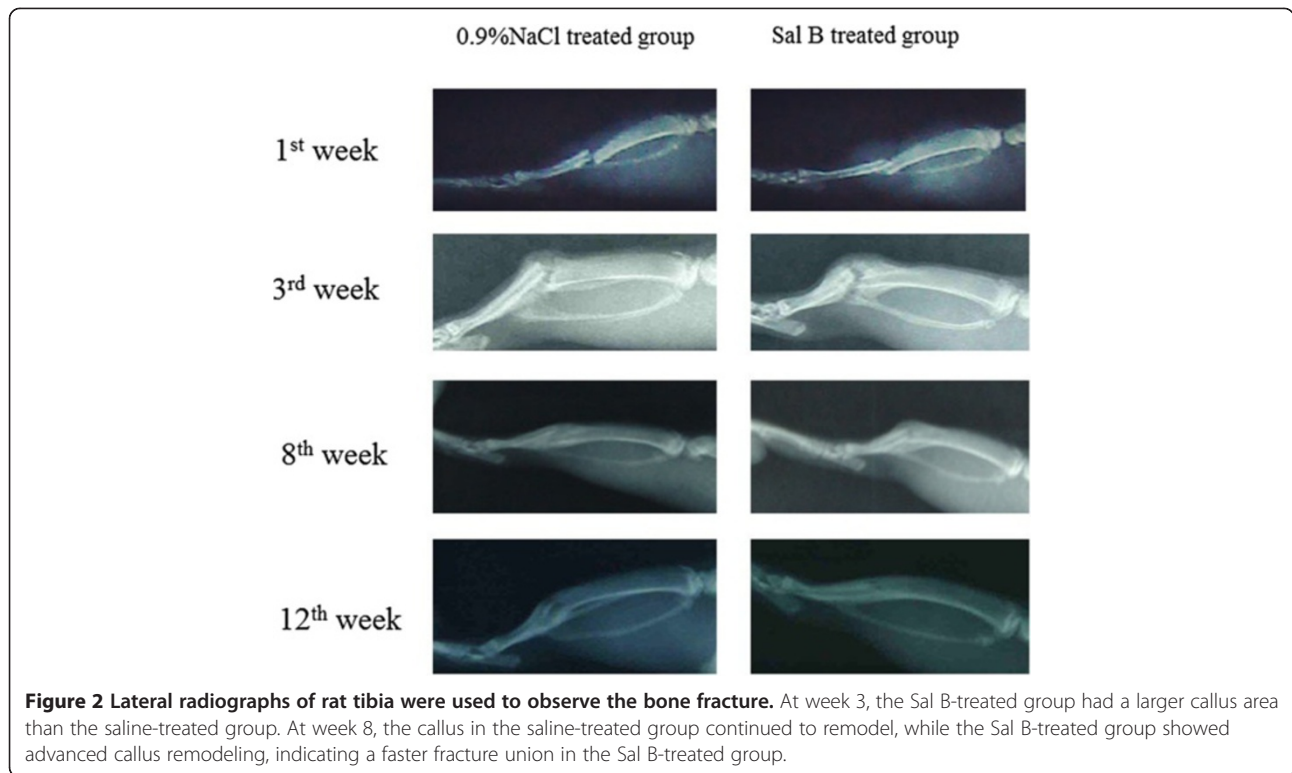 0.9%NaCl treated group Sal B treated group
1st week
3rd week
8th week
12th week
Figure 2 Lateral radiographs of rat tibia were used to observe the bone fracture. At week 3, the Sal B-treated group had a larger callus area
than the saline-treated group. At week 8, the callus in the saline-treated group continued to remodel, while the Sal B-treated group showed
advanced callus remodeling, indicating a faster fracture union in the Sal B-treated group.